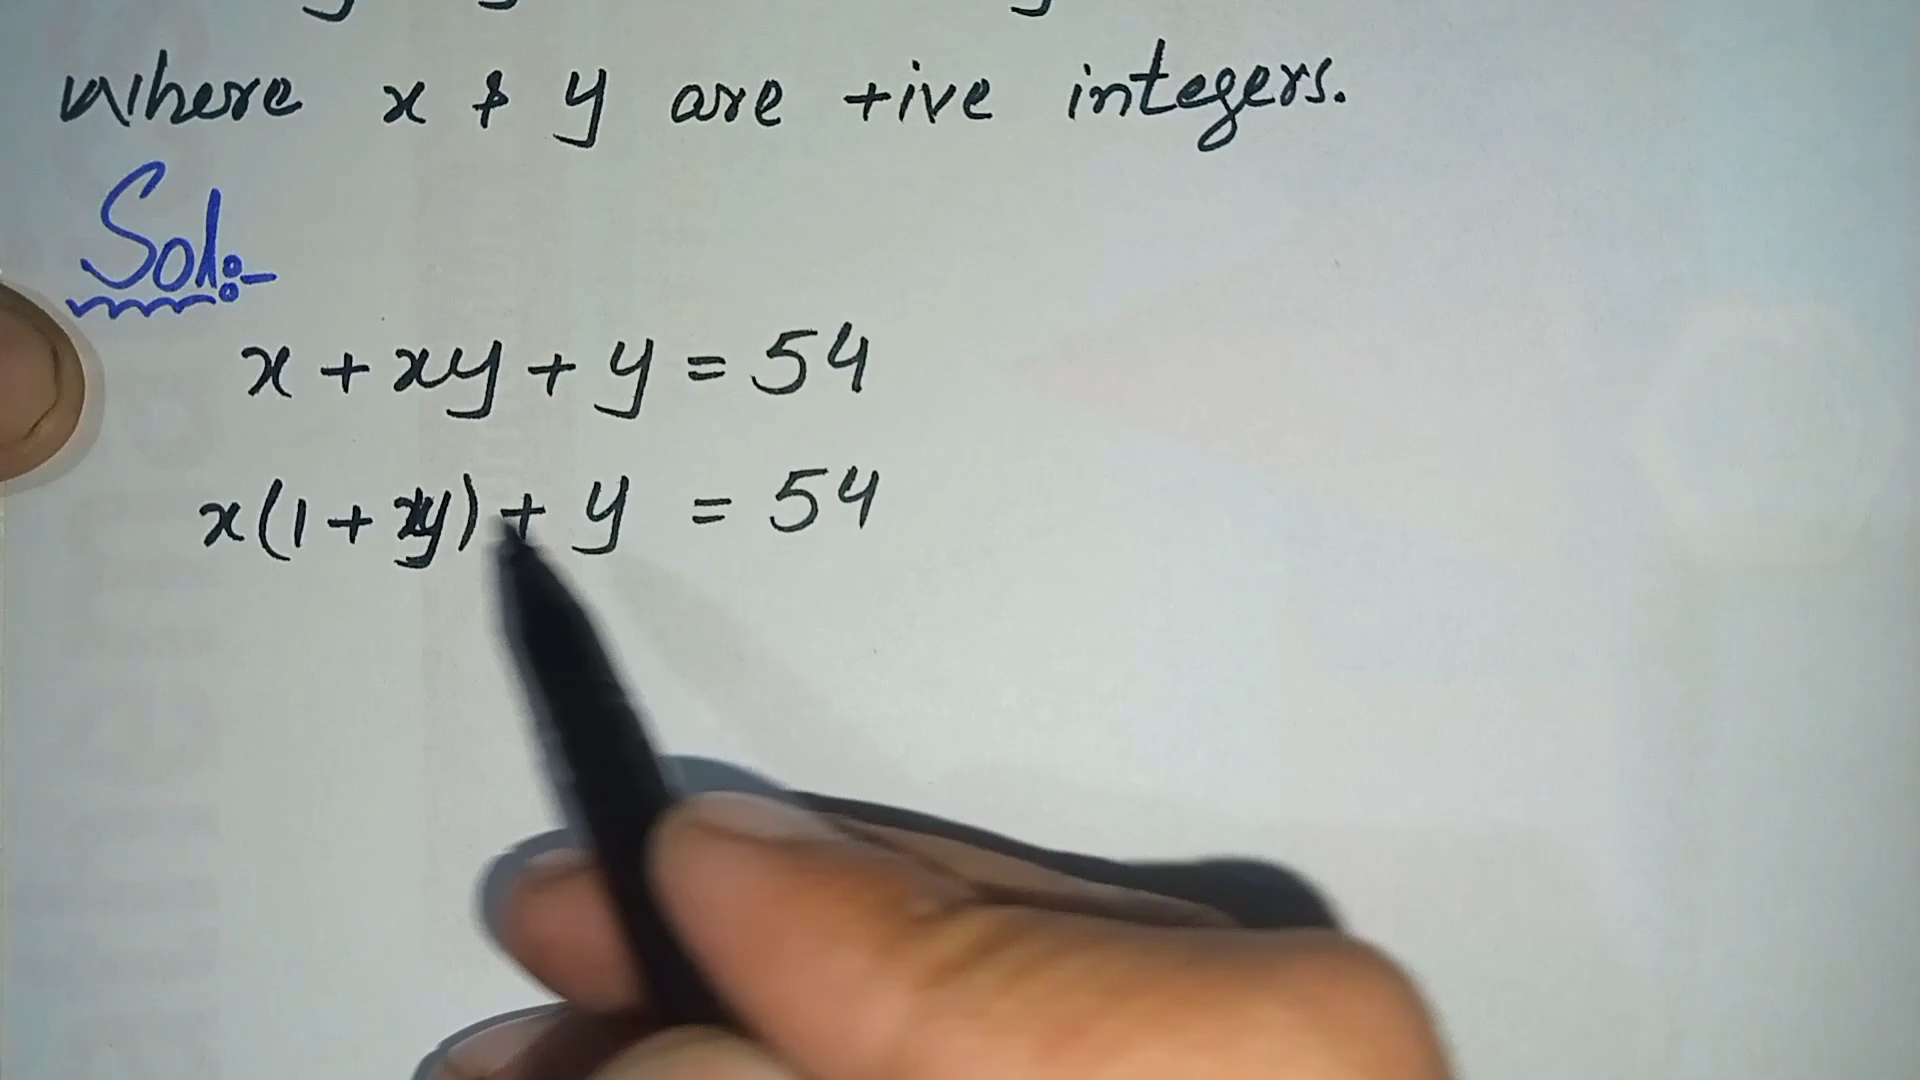 where x & y are +ive integers.
Sol:-
x + xy + y = 54
x(1 + y) + y = 54